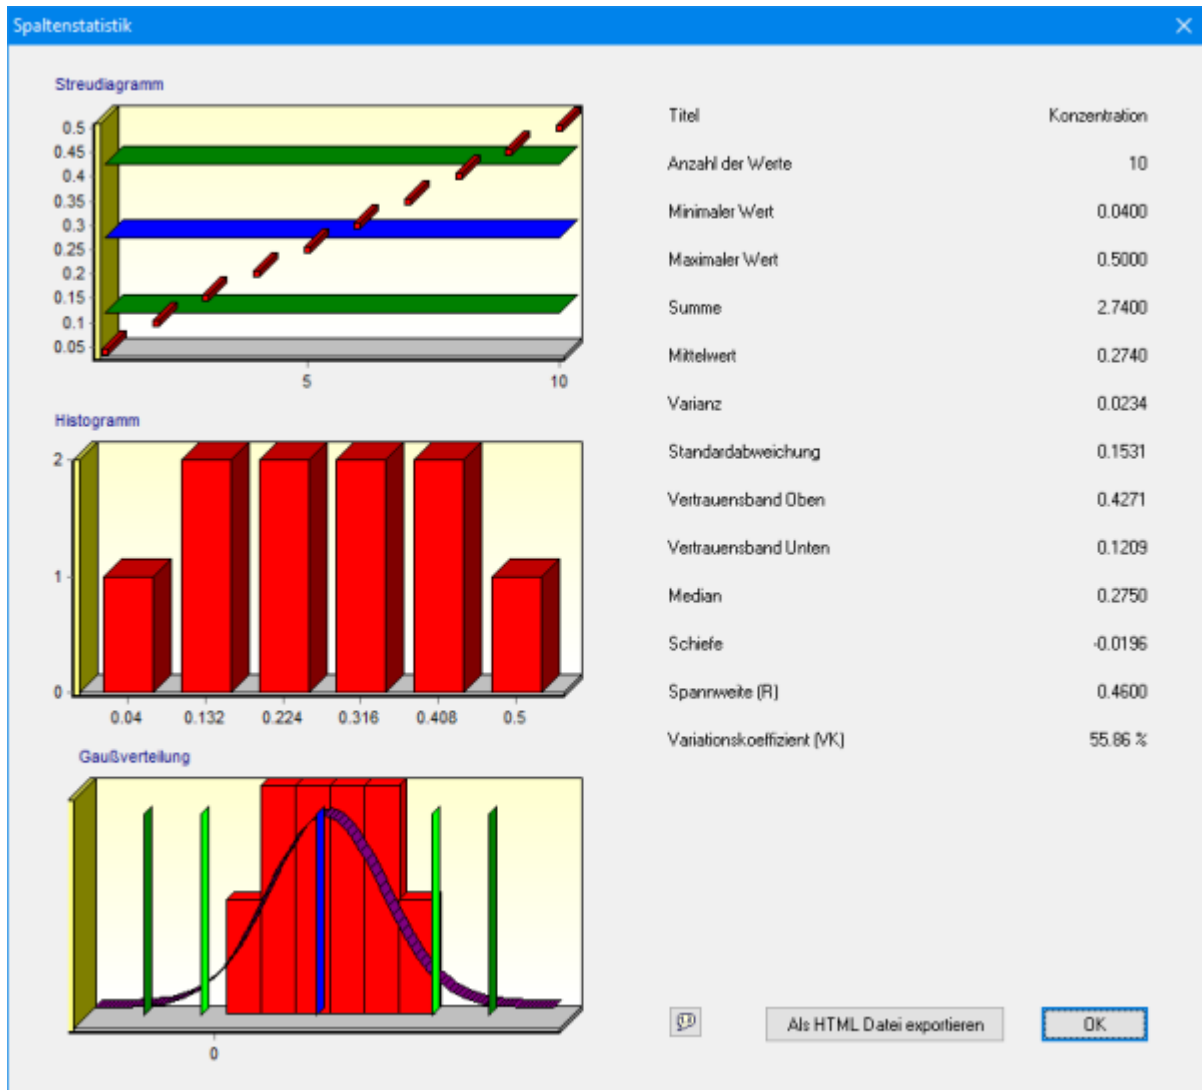 Spaltenstatistik
Streudiagramm
0.5
0.45
0.4
0.35
0.3
0.25
0.2
0.15
0.1
0.05
5 10
Histogramm
2
1
0
0.04 0.132 0.224 0.316 0.408 0.5
Gaußverteilung
0
Titel Konzentration
Anzahl der Werte 10
Minimaler Wert 0.0400
Maximaler Wert 0.5000
Summe 2.7400
Mittelwert 0.2740
Varianz 0.0234
Standardabweichung 0.1531
Vertrauensband Oben 0.4271
Vertrauensband Unten 0.1209
Median 0.2750
Schiefe -0.0196
Spannweite (R) 0.4600
Variationskoeffizient (VK) 55.86 %
Als HTML Datei exportieren OK